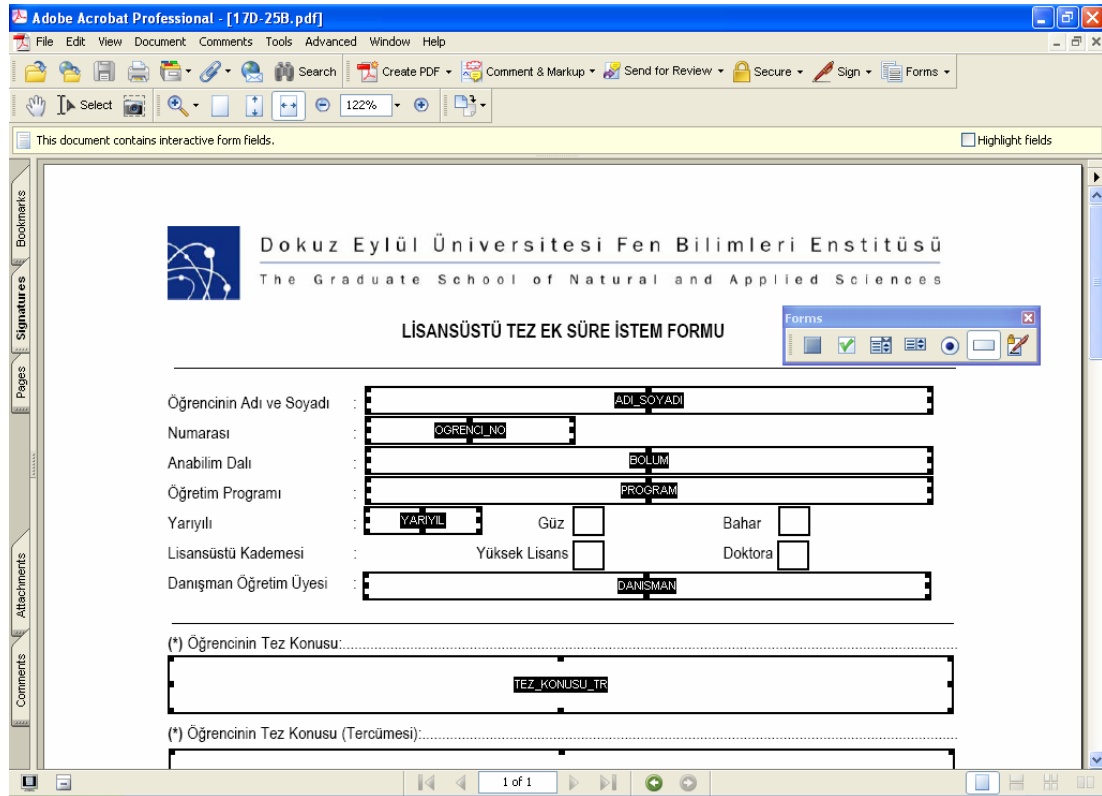 Adobe Acrobat Professional - [17D-25B.pdf]
File Edit View Document Comments Tools Advanced Window Help
Search Create PDF Comment & Markup Send for Review Secure Sign Forms
Select 122%
This document contains interactive form fields. Highlight fields
Bookmarks
Signatures
Pages
Attachments
Comments
Dokuz Eylül Üniversitesi Fen Bilimleri Enstitüsü
The Graduate School of Natural and Applied Sciences
Forms
LİSANSÜSTÜ TEZ EK SÜRE İSTEM FORMU
Öğrencinin Adı ve Soyadı : ADI_SOYADI
Numarası : OGRENCI_NO
Anabilim Dalı : BOLUM
Öğretim Programı : PROGRAM
Yarıyılı : YARIYIL Güz Bahar
Lisansüstü Kademesi : Yüksek Lisans Doktora
Danışman Öğretim Üyesi : DANISMAN
(*) Öğrencinin Tez Konusu:..............................
TEZ_KONUSU_TR
(*) Öğrencinin Tez Konusu (Tercümesi):..............................
1 of 1